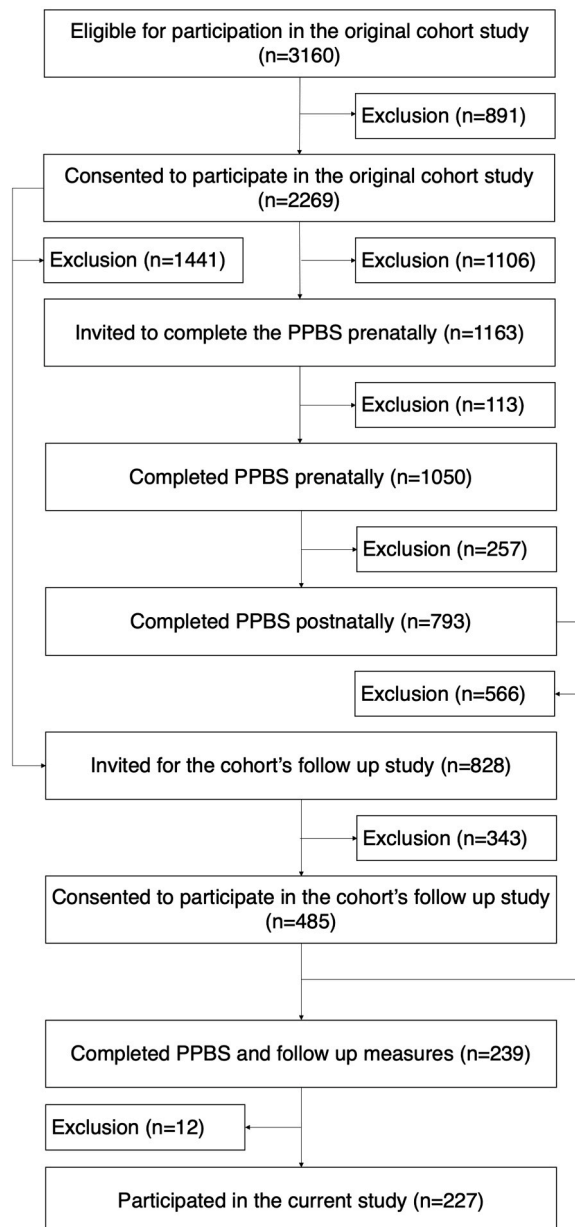 Eligible for participation in the original cohort study
(n=3160)
Exclusion (n=891)
Consented to participate in the original cohort study
(n=2269)
Exclusion (n=1441)
Exclusion (n=1106)
Invited to complete the PPBS prenatally (n=1163)
Exclusion (n=113)
Completed PPBS prenatally (n=1050)
Exclusion (n=257)
Completed PPBS postnatally (n=793)
Exclusion (n=566)
Invited for the cohort's follow up study (n=828)
Exclusion (n=343)
Consented to participate in the cohort's follow up study
(n=485)
Completed PPBS and follow up measures (n=239)
Exclusion (n=12)
Participated in the current study (n=227)